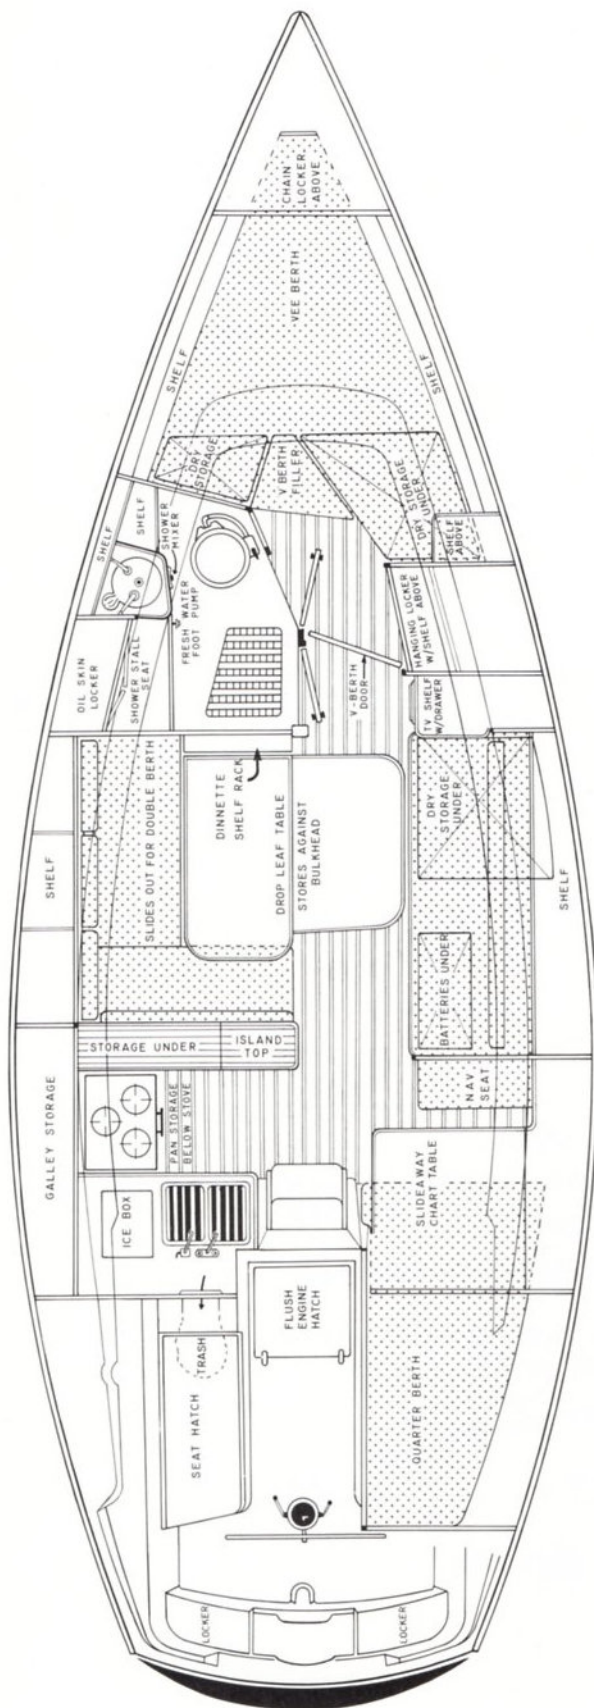 CHAIN
LOCKER
ABOVE
VEE BERTH
SHELF
SHELF
DRY
STORAGE
V BERTH
FILLER
STORAGE
DRY UNDER
SHELF
ABOVE
SHELF
SHELF
SHOWER
MIXER
FRESH WATER
FOOT PUMP
HANGING LOCKER
W/SHELF ABOVE
OIL SKIN
LOCKER
SHOWER STALL
SEAT
V-BERTH
DOOR
TV SHELF
W/DRAWER
DINNETTE
SHELF RACK
SLIDES OUT FOR DOUBLE BERTH
DROP LEAF TABLE
STORES AGAINST
BULKHEAD
DRY
STORAGE
UNDER
SHELF
SHELF
BATTERIES UNDER
STORAGE UNDER
ISLAND
TOP
NAV
SEAT
GALLEY STORAGE
PAN STORAGE
BELOW STOVE
ICE BOX
SLIDEAWAY
CHART TABLE
FLUSH
ENGINE
HATCH
TRASH
SEAT HATCH
QUARTER BERTH
LOCKER
LOCKER